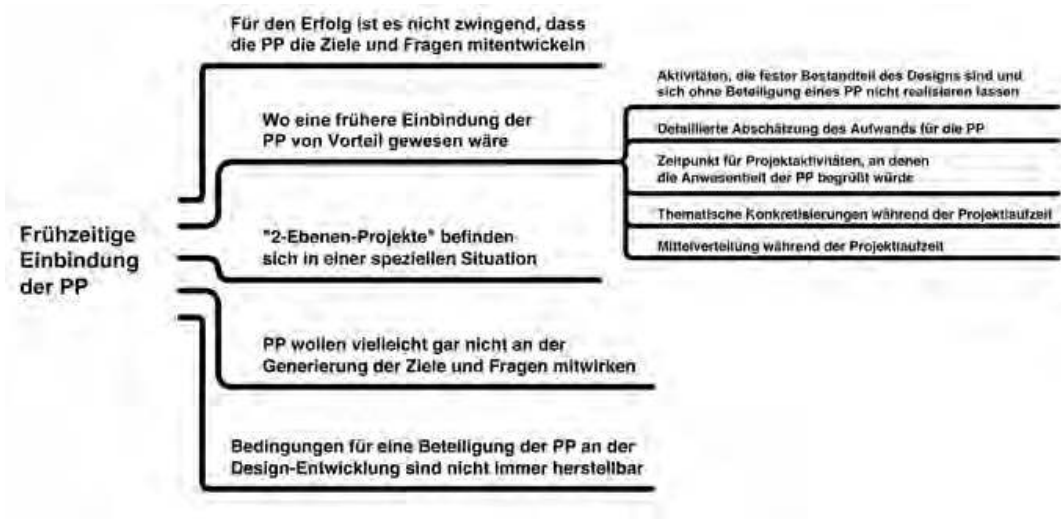 Frühzeitige
Einbindung
der PP
Für den Erfolg ist es nicht zwingend, dass
die PP die Ziele und Fragen mitentwickeln
Wo eine frühere Einbindung der
PP von Vorteil gewesen wäre
Aktivitäten, die fester Bestandteil des Designs sind und
sich ohne Beteiligung eines PP nicht realisieren lassen
Detaillierte Abschätzung des Aufwands für die PP
Zeitpunkt für Projektaktivitäten, an denen
die Anwesenheit der PP begrüßt würde
Thematische Konkretisierungen während der Projektlaufzeit
Mittelverteilung während der Projektlaufzeit
"2-Ebenen-Projekte" befinden
sich in einer speziellen Situation
PP wollen vielleicht gar nicht an der
Generierung der Ziele und Fragen mitwirken
Bedingungen für eine Beteiligung der PP an der
Design-Entwicklung sind nicht immer herstellbar